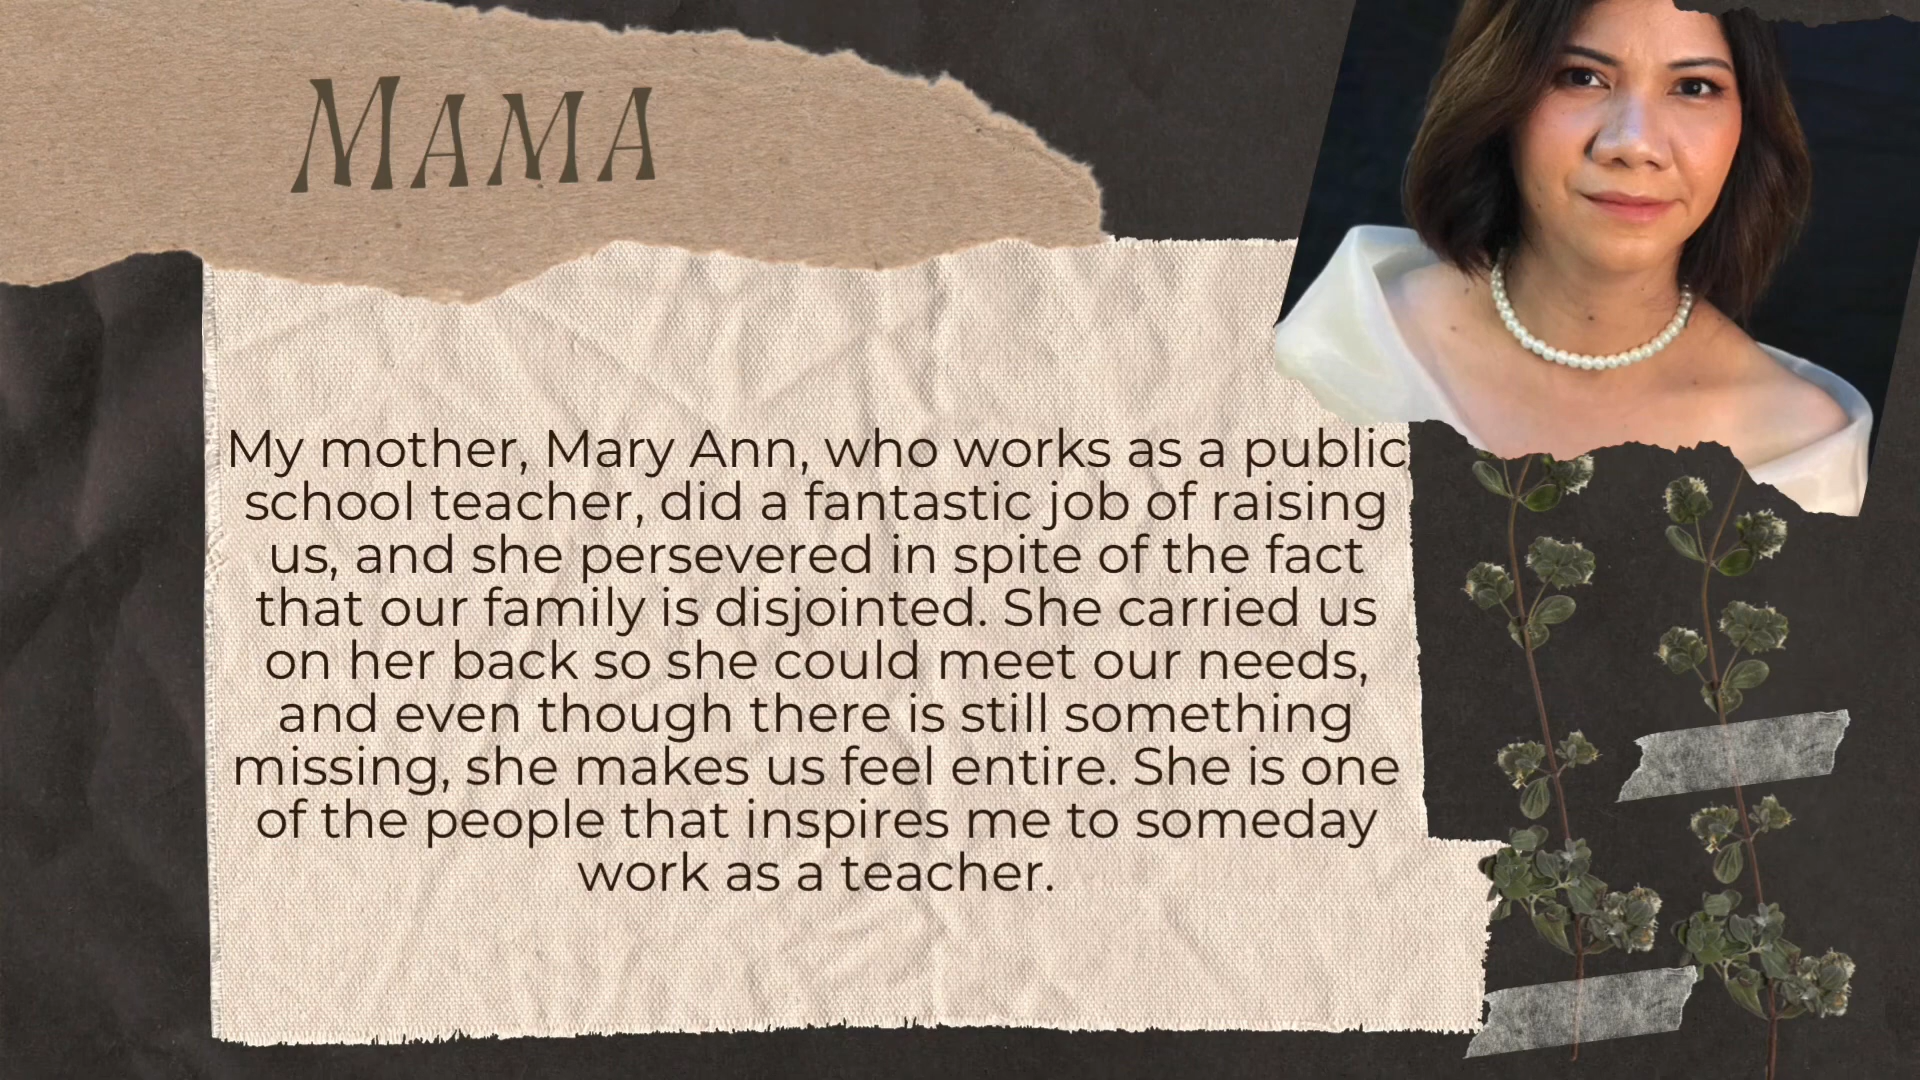 MAMA
My mother, Mary Ann, who works as a public
school teacher, did a fantastic job of raising
us, and she persevered in spite of the fact
that our family is disjointed. She carried us
on her back so she could meet our needs,
and even though there is still something
missing, she makes us feel entire. She is one
of the people that inspires me to someday
work as a teacher.